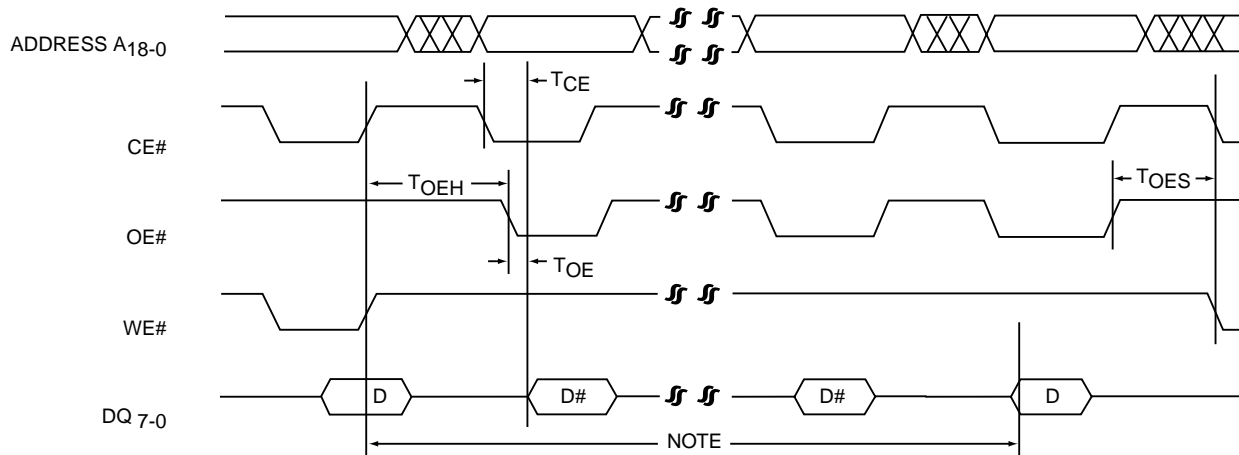 ADDRESS A18-0
TCE
CE#
TOEH
TOES
OE#
TOE
WE#
D
D#
D#
D
DQ 7-0
NOTE